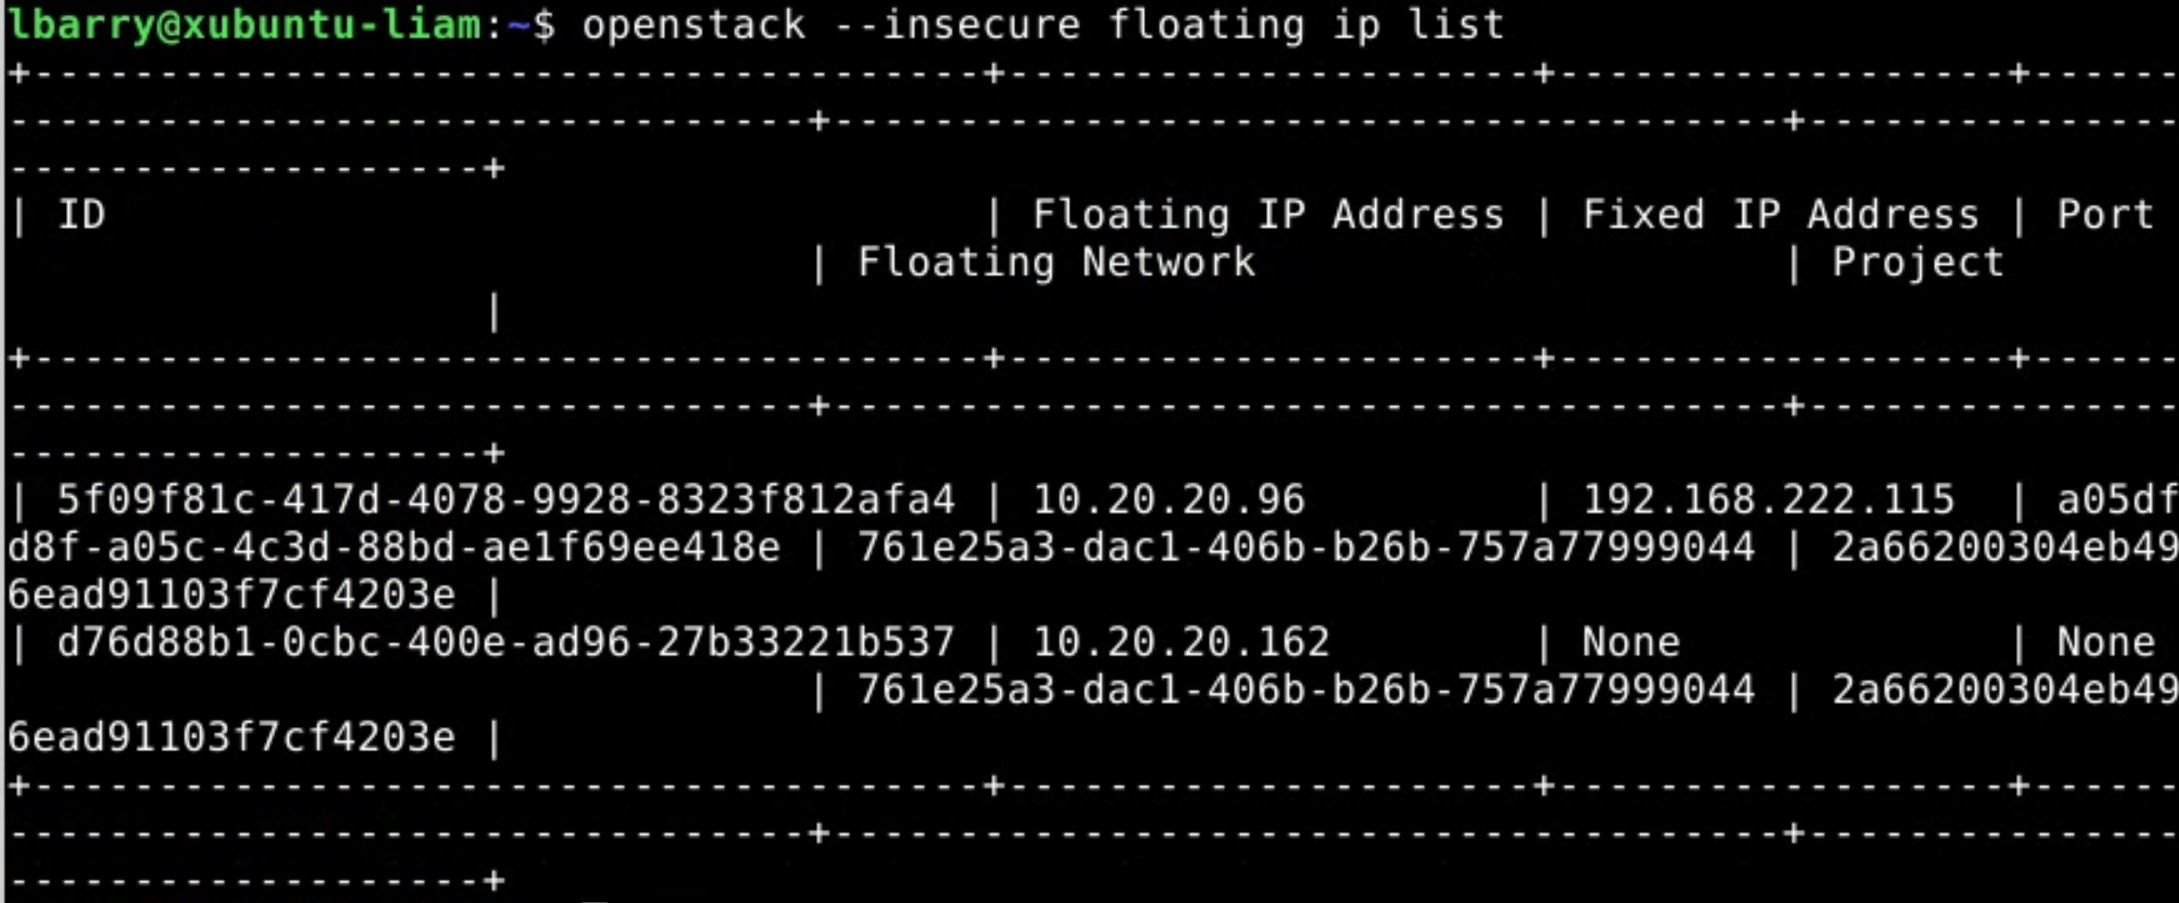 lbarry@xubuntu-liam:~$ openstack --insecure floating ip list
+--------------------------------------+---------------------+------------------+------
--------------------------------+--------------------------------------+---------------
-------------------+
| ID                                   | Floating IP Address | Fixed IP Address | Port
                                | Floating Network                     | Project
                   |
+--------------------------------------+---------------------+------------------+------
--------------------------------+--------------------------------------+---------------
-------------------+
| 5f09f81c-417d-4078-9928-8323f812afa4 | 10.20.20.96         | 192.168.222.115  | a05df
d8f-a05c-4c3d-88bd-ae1f69ee418e | 761e25a3-dac1-406b-b26b-757a77999044 | 2a66200304eb49
6ead91103f7cf4203e |
| d76d88b1-0cbc-400e-ad96-27b33221b537 | 10.20.20.162        | None             | None
                                | 761e25a3-dac1-406b-b26b-757a77999044 | 2a66200304eb49
6ead91103f7cf4203e |
+--------------------------------------+---------------------+------------------+------
--------------------------------+--------------------------------------+---------------
-------------------+